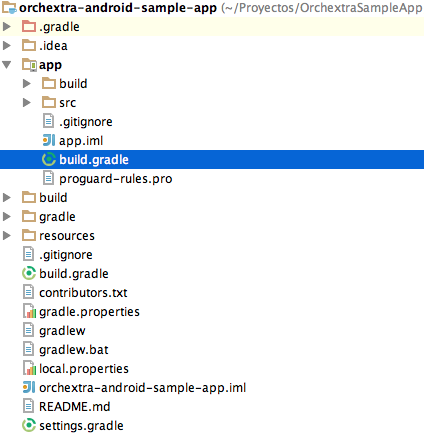 orchextra-android-sample-app (~/Proyectos/OrchextraSampleApp
.gradle
.idea
app
build
src
.gitignore
app.iml
build.gradle
proguard-rules.pro
build
gradle
resources
.gitignore
build.gradle
contributors.txt
gradle.properties
gradlew
gradlew.bat
local.properties
orchextra-android-sample-app.iml
README.md
settings.gradle